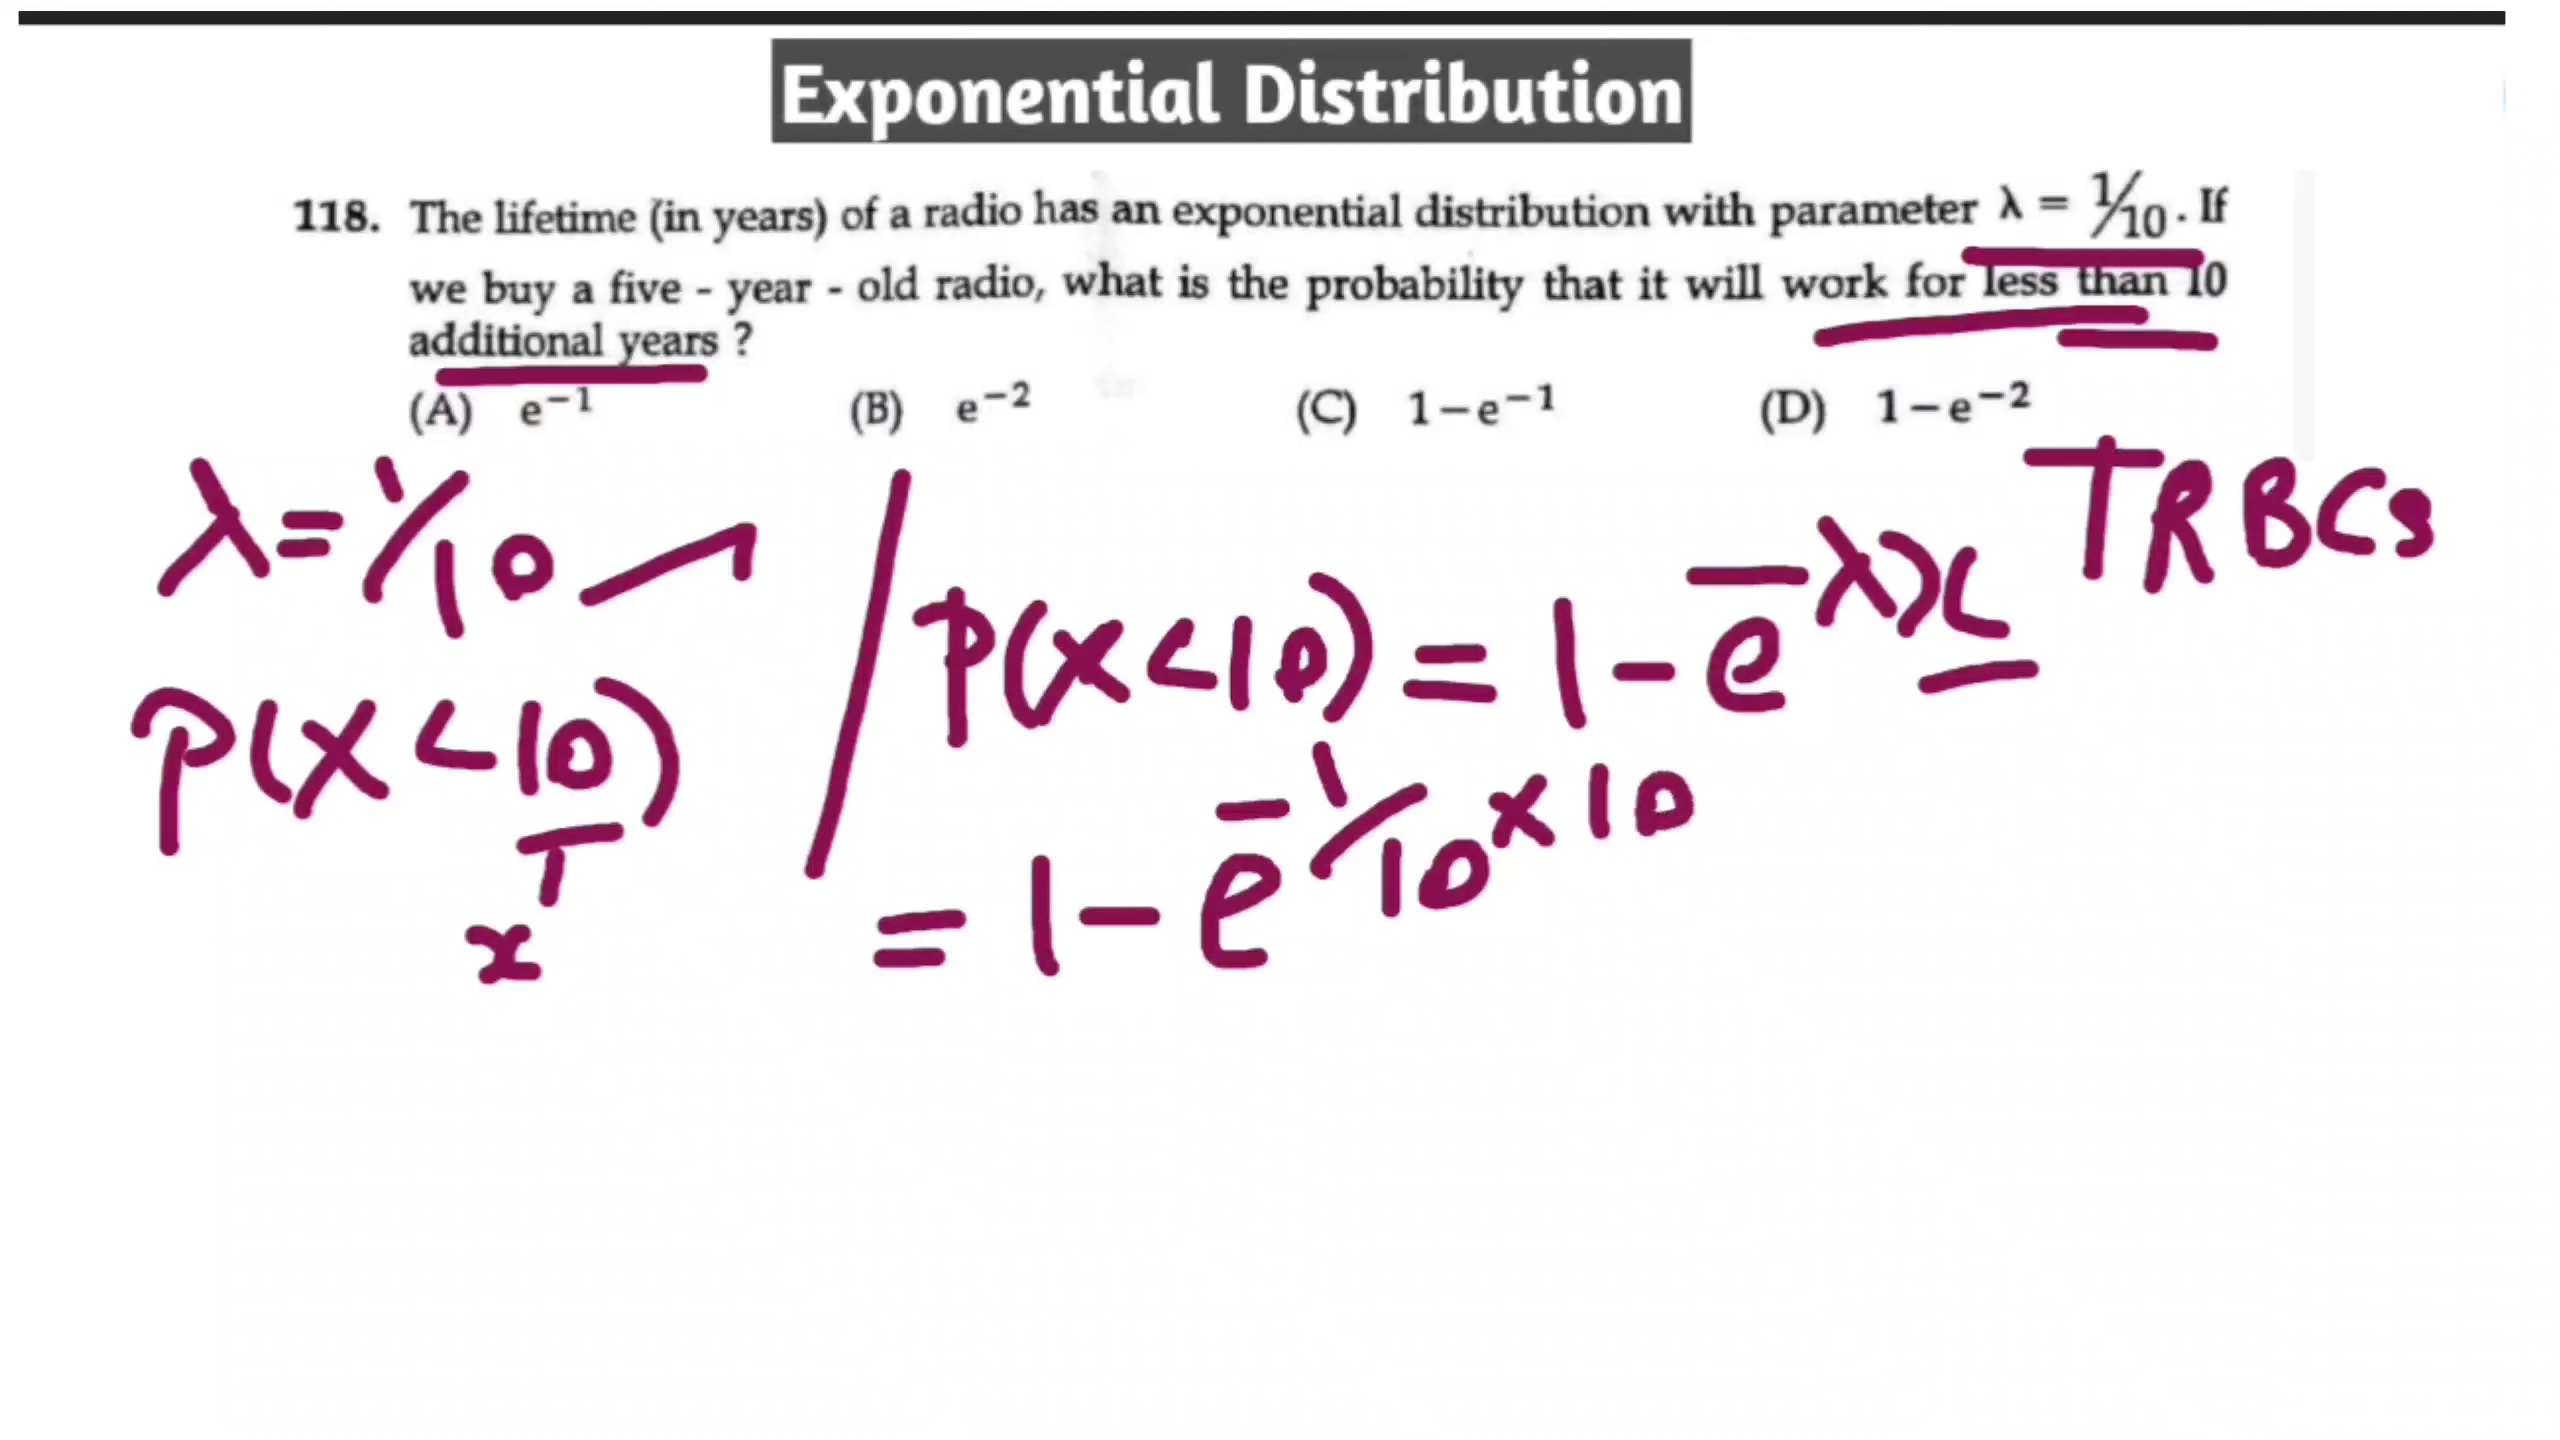 Exponential Distribution
118. The lifetime (in years) of a radio has an exponential distribution with parameter λ = 1/10. If
we buy a five - year - old radio, what is the probability that it will work for less than 10
additional years ?
(A) e⁻¹ (B) e⁻² (C) 1−e⁻¹ (D) 1−e⁻²
TRBCs
λ=1/10
P(X<10)
x
P(X<10) = 1-e^-λx
= 1-e^-1/10×10